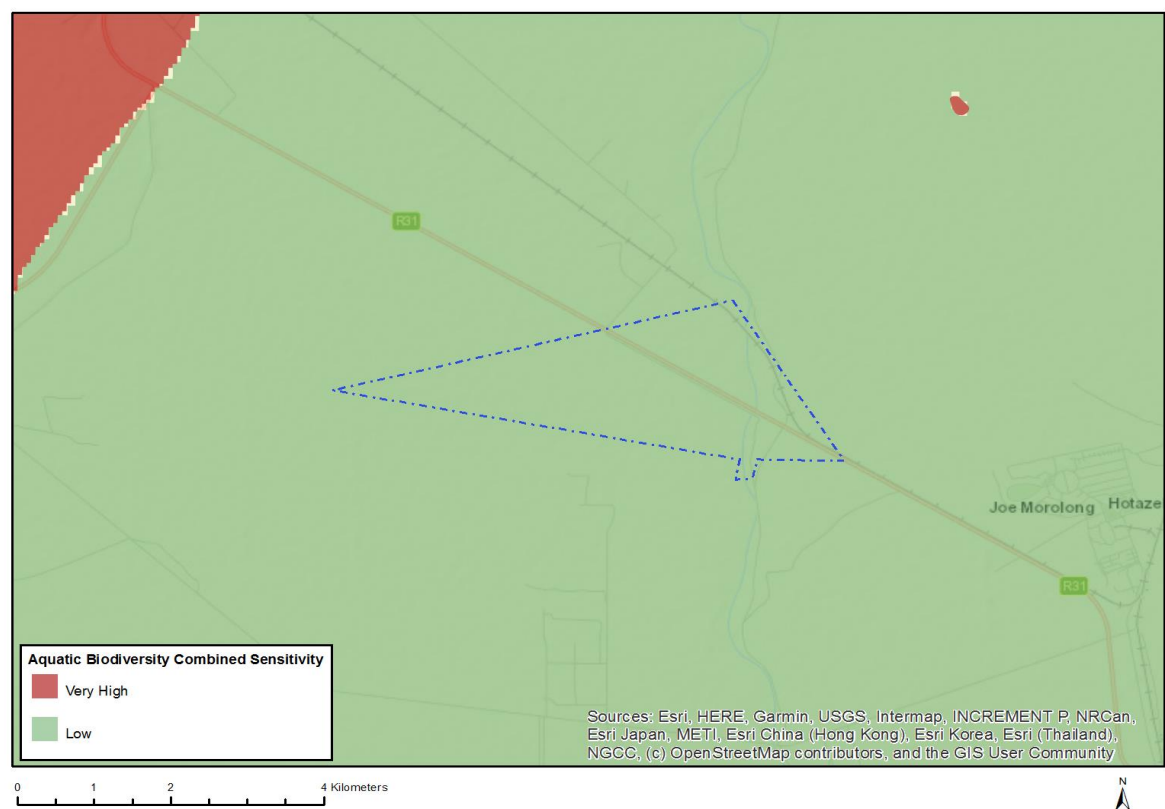 R31
Joe Morolong
Hotaze
R31
Aquatic Biodiversity Combined Sensitivity
Very High
Low
Sources: Esri, HERE, Garmin, USGS, Intermap, INCREMENT P, NRCan,
Esri Japan, METI, Esri China (Hong Kong), Esri Korea, Esri (Thailand),
NGCC, (c) OpenStreetMap contributors, and the GIS User Community
0 1 2 4 Kilometers
N